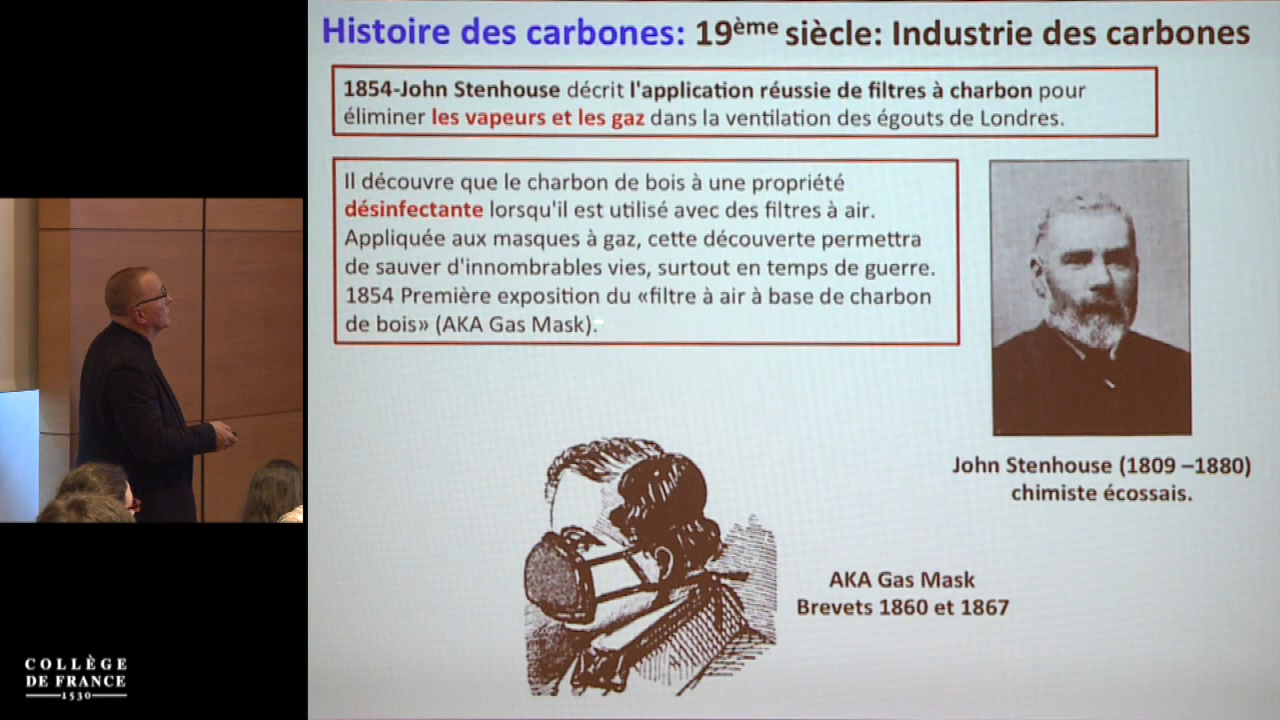 Histoire des carbones: 19ème siècle: Industrie des carbones
1854-John Stenhouse décrit l'application réussie de filtres à charbon pour
éliminer les vapeurs et les gaz dans la ventilation des égouts de Londres.
Il découvre que le charbon de bois à une propriété
désinfectante lorsqu'il est utilisé avec des filtres à air.
Appliquée aux masques à gaz, cette découverte permettra
de sauver d'innombrables vies, surtout en temps de guerre.
1854 Première exposition du «filtre à air à base de charbon
de bois» (AKA Gas Mask).
John Stenhouse (1809 –1880)
chimiste écossais.
AKA Gas Mask
Brevets 1860 et 1867
COLLÈGE
DE FRANCE
1530